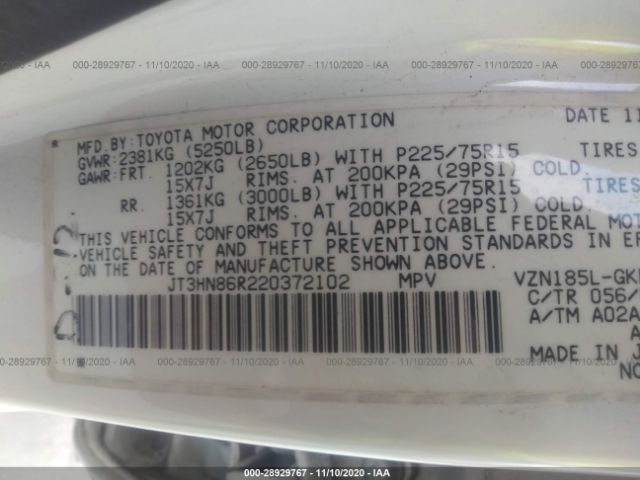 000-28929767 - 11/10/2020 - IAA
000-28929767 - 11/10/2020 - IAA
000-28929767 - 11/10/2020 - IAA
MFD. BY: TOYOTA MOTOR CORPORATION DATE 11
GVWR: 2381KG (5250LB)
GAWR: FRT. 1202KG (2650LB) WITH P225/75R15 TIRES
15X7J RIMS. AT 200KPA (29PSI) COLD.
RR. 1361KG (3000LB) WITH P225/75R15 TIRES
15X7J RIMS. AT 200KPA (29PSI) COLD.
THIS VEHICLE CONFORMS TO ALL APPLICABLE FEDERAL MOT
VEHICLE SAFETY AND THEFT PREVENTION STANDARDS IN EF
ON THE DATE OF MANUFACTURE SHOWN ABOVE.
JT3HN86R220372102 MPV VZN185L-GK
C/TR 056/
A/TM A02A
A
MADE IN J
NO
000-28929767 - 11/10/2020 - IAA
000-28929767 - 11/10/2020 - IAA
000-28929767 - 11/10/2020 - IAA
000-28929767 - 11/10/2020 - IAA